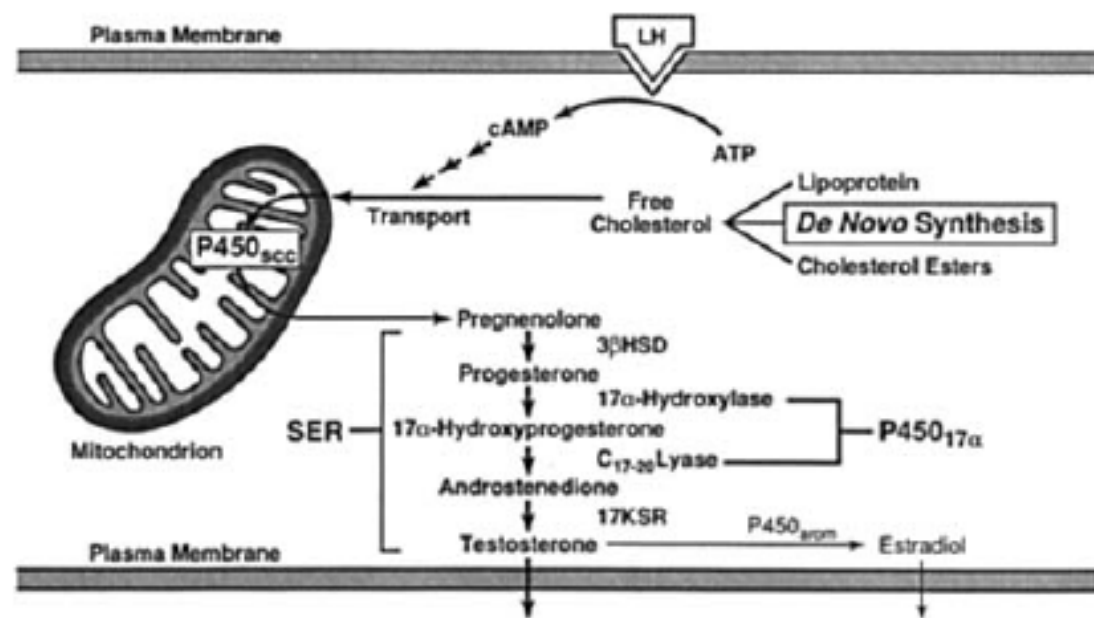 Plasma Membrane
LH
cAMP
ATP
Lipoprotein
Free
Cholesterol
De Novo Synthesis
Cholesterol Esters
Transport
P450scc
Pregnenolone
3βHSD
Progesterone
17α-Hydroxylase
SER
17α-Hydroxyprogesterone
P45017α
Mitochondrion
C17-20Lyase
Androstenedione
17KSR
P450arom
Plasma Membrane
Testosterone
Estradiol